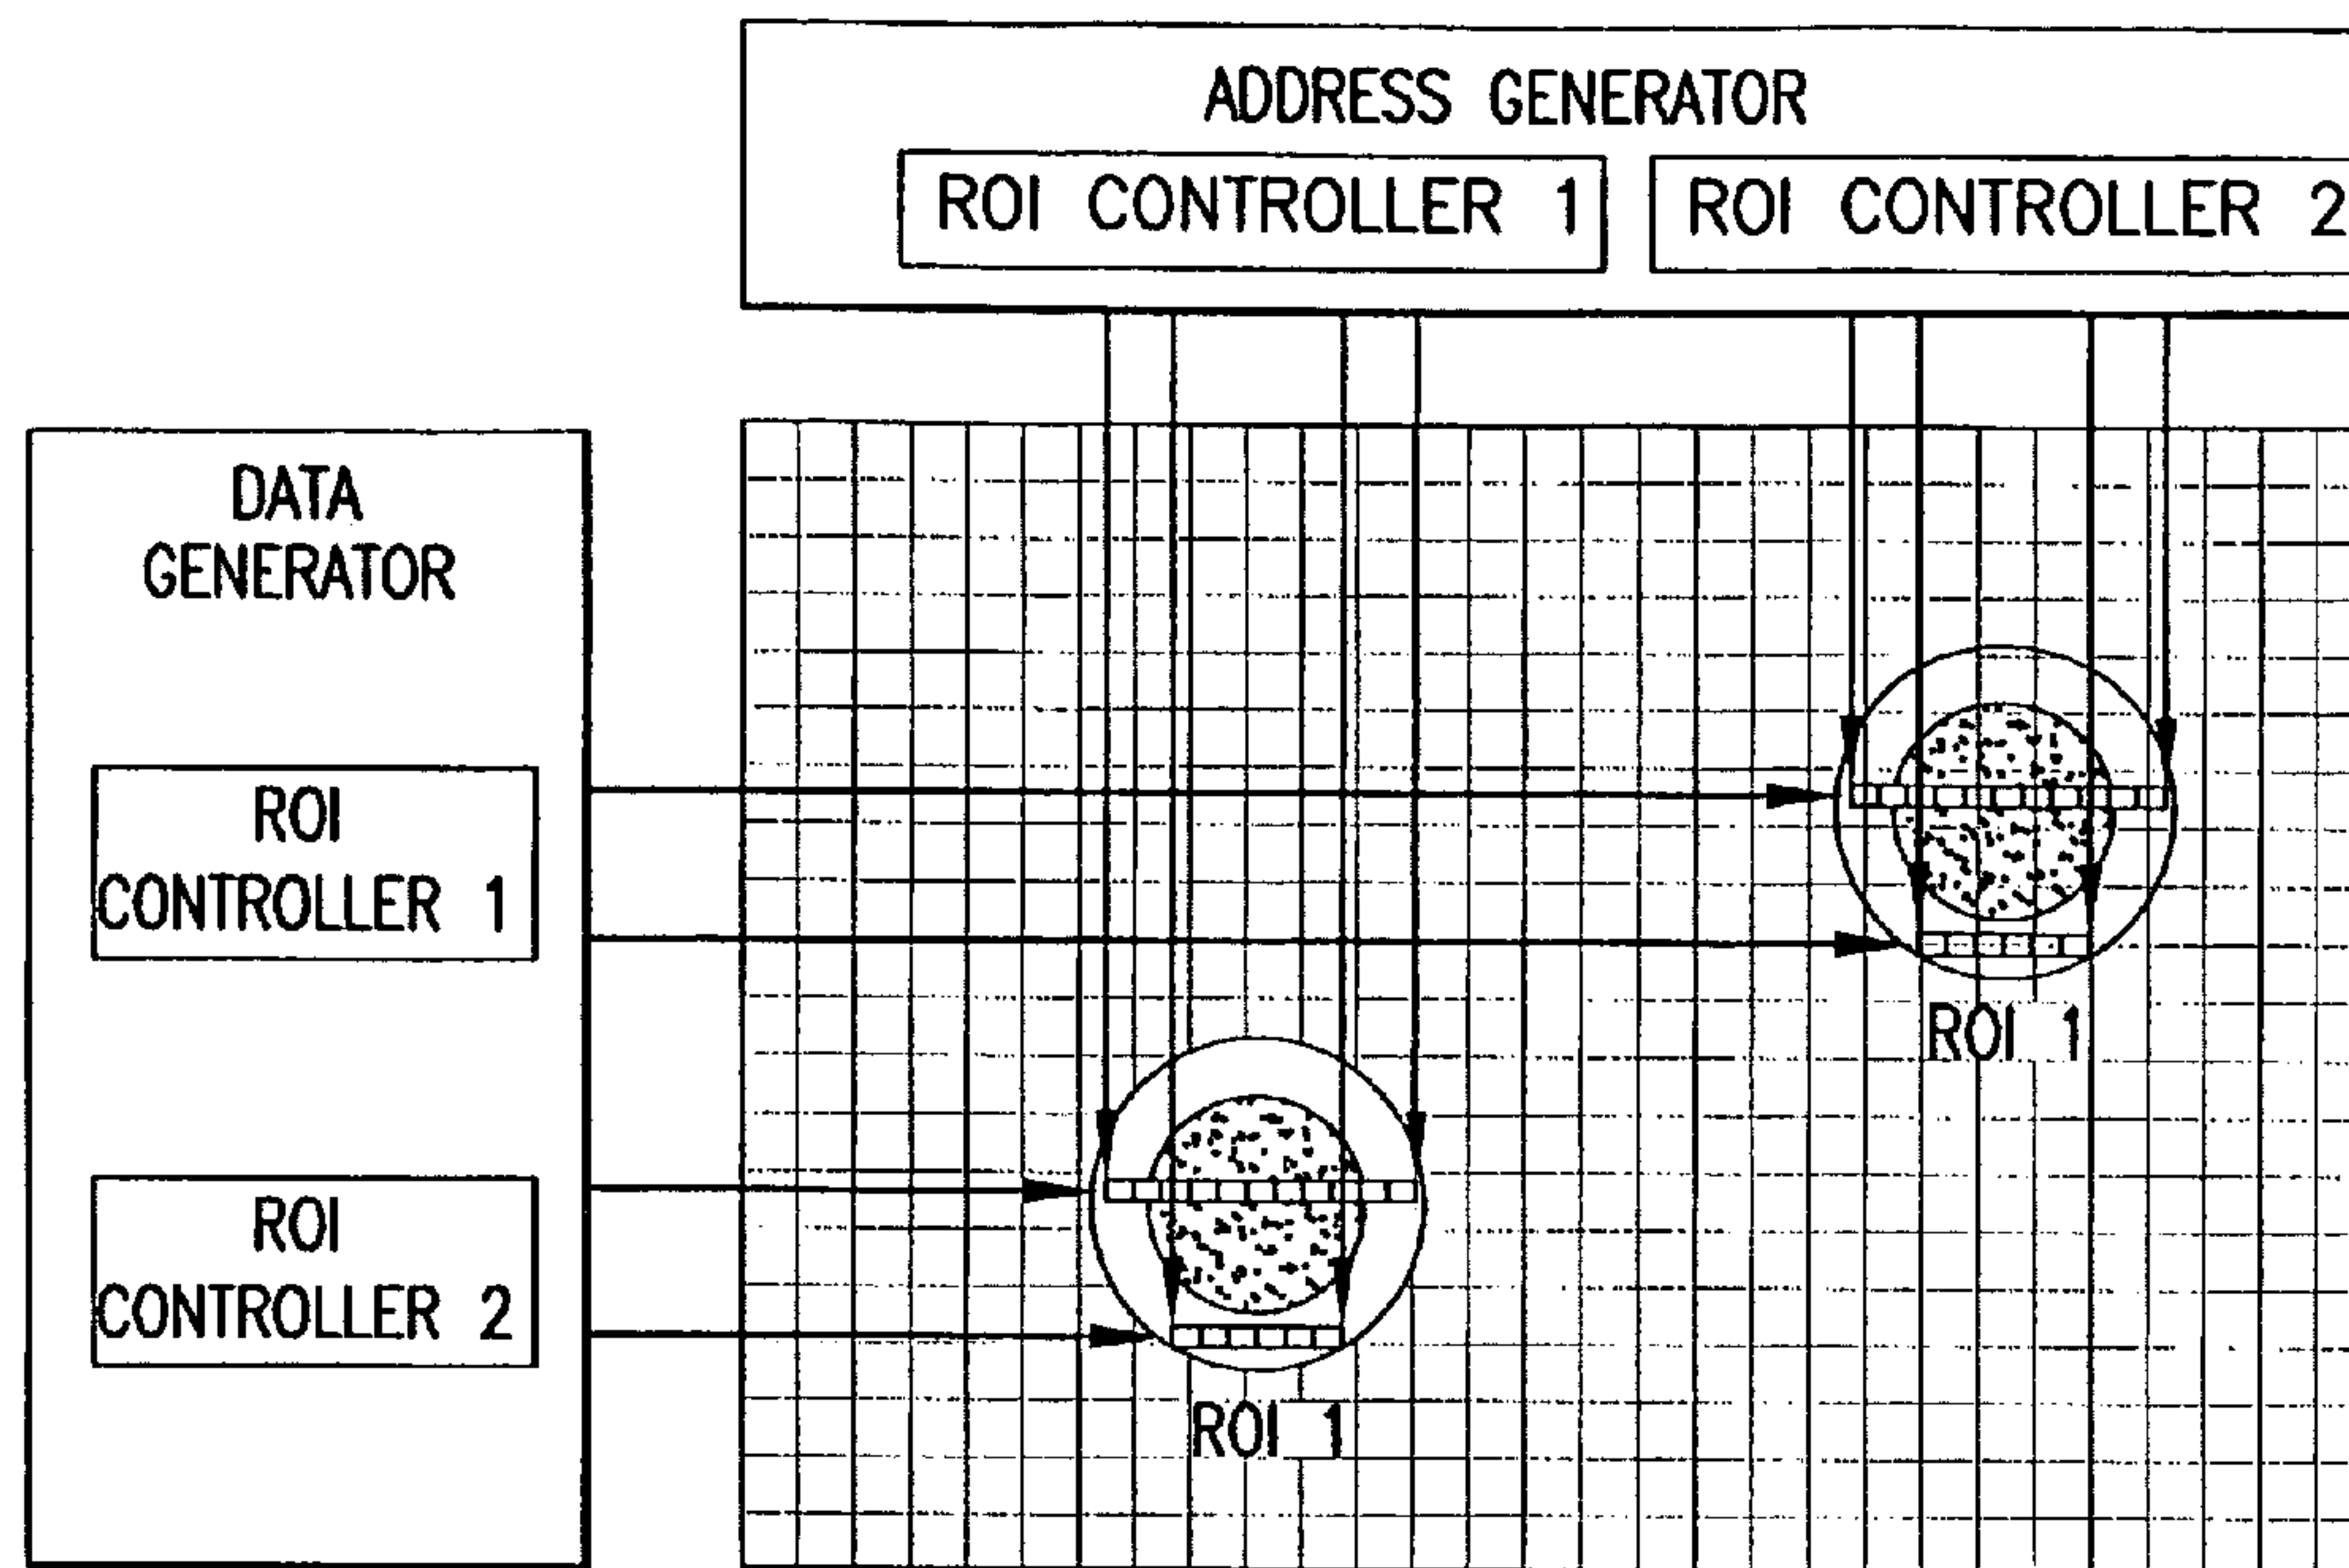 ADDRESS GENERATOR
ROI CONTROLLER 1
ROI CONTROLLER 2
DATA
GENERATOR
ROI
CONTROLLER 1
ROI
CONTROLLER 2
ROI 1
ROI 1